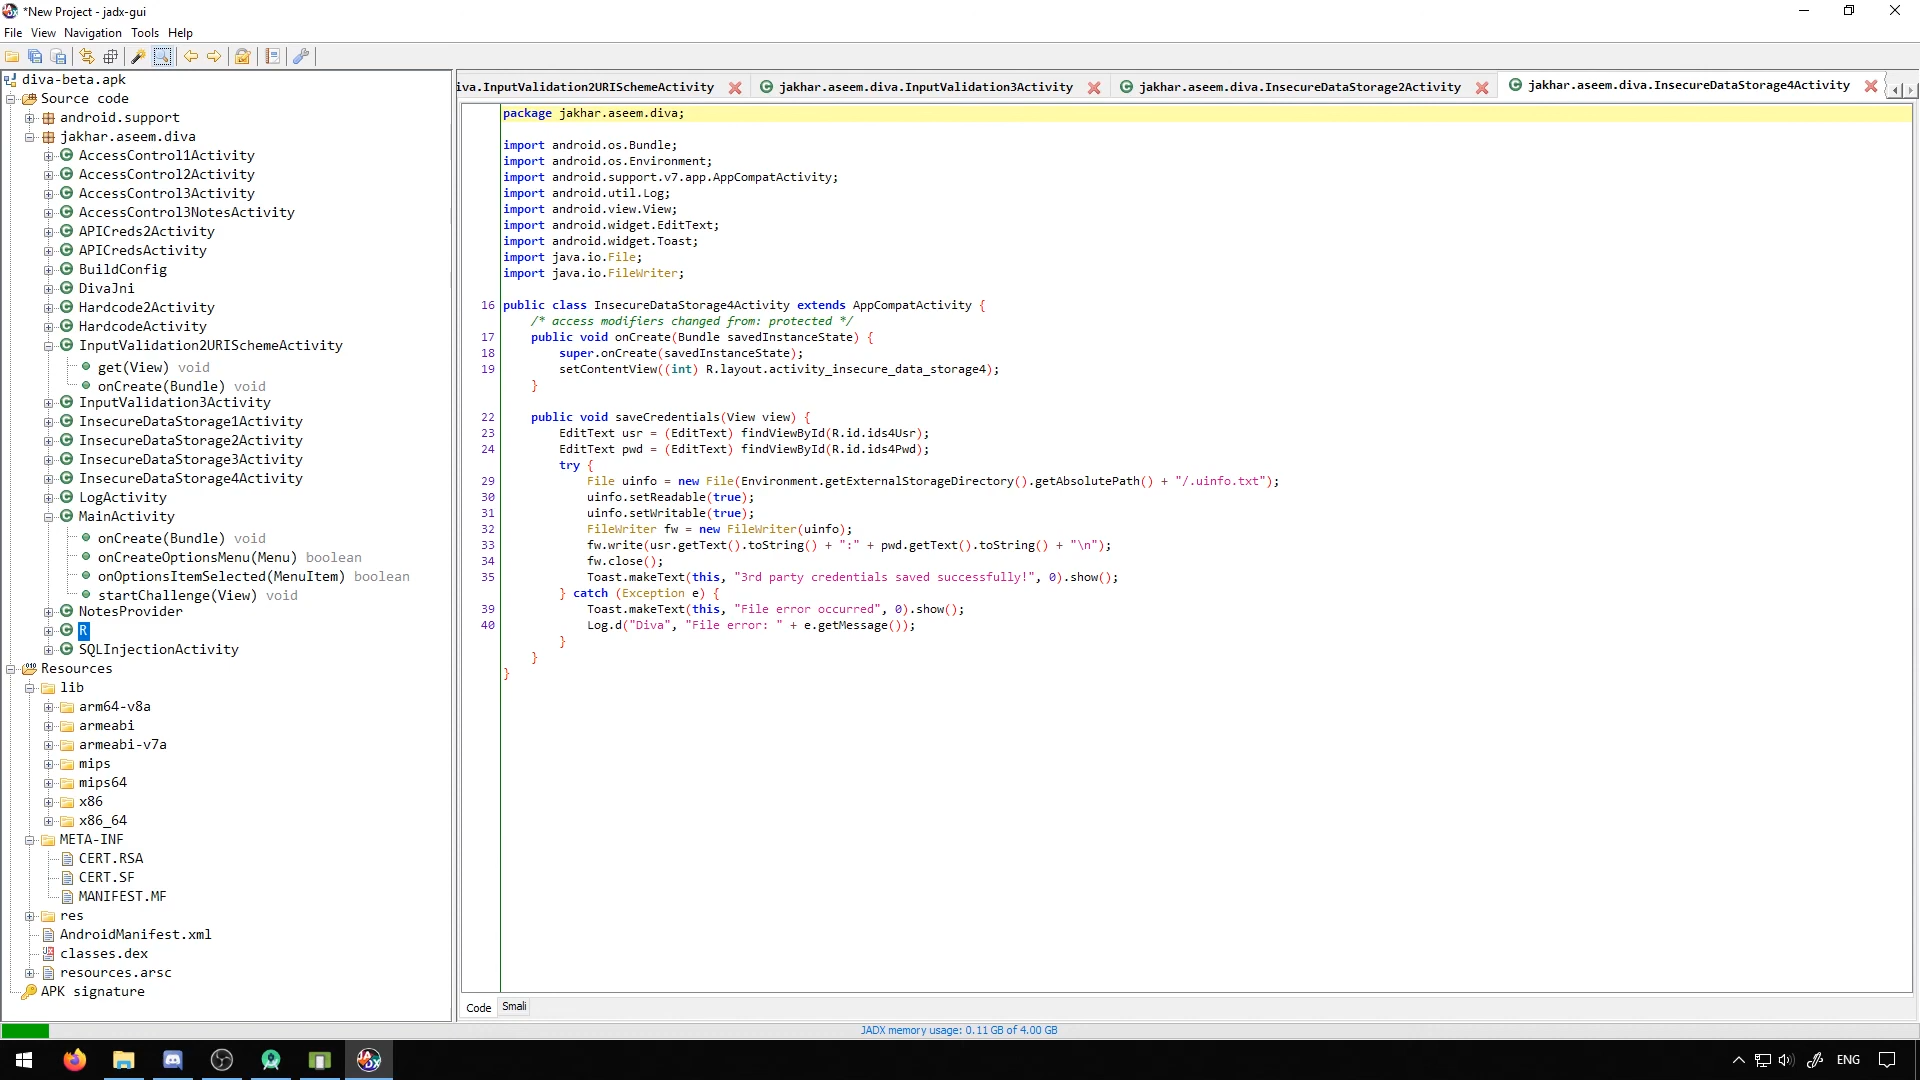 *New Project - jadx-gui
File View Navigation Tools Help
diva-beta.apk
Source code
android.support
jakhar.aseem.diva
AccessControl1Activity
AccessControl2Activity
AccessControl3Activity
AccessControl3NotesActivity
APICreds2Activity
APICredsActivity
BuildConfig
DivaJni
Hardcode2Activity
HardcodeActivity
InputValidation2URISchemeActivity
get(View) void
onCreate(Bundle) void
InputValidation3Activity
InsecureDataStorage1Activity
InsecureDataStorage2Activity
InsecureDataStorage3Activity
InsecureDataStorage4Activity
LogActivity
MainActivity
onCreate(Bundle) void
onCreateOptionsMenu(Menu) boolean
onOptionsItemSelected(MenuItem) boolean
startChallenge(View) void
NotesProvider
R
SQLInjectionActivity
Resources
lib
arm64-v8a
armeabi
armeabi-v7a
mips
mips64
x86
x86_64
META-INF
CERT.RSA
CERT.SF
MANIFEST.MF
res
AndroidManifest.xml
classes.dex
resources.arsc
APK signature
iva.InputValidation2URISchemeActivity jakhar.aseem.diva.InputValidation3Activity jakhar.aseem.diva.InsecureDataStorage2Activity jakhar.aseem.diva.InsecureDataStorage4Activity
package jakhar.aseem.diva;
import android.os.Bundle;
import android.os.Environment;
import android.support.v7.app.AppCompatActivity;
import android.util.Log;
import android.view.View;
import android.widget.EditText;
import android.widget.Toast;
import java.io.File;
import java.io.FileWriter;
16 public class InsecureDataStorage4Activity extends AppCompatActivity {
/* access modifiers changed from: protected */
17 public void onCreate(Bundle savedInstanceState) {
18 super.onCreate(savedInstanceState);
19 setContentView((int) R.layout.activity_insecure_data_storage4);
}
22 public void saveCredentials(View view) {
23 EditText usr = (EditText) findViewById(R.id.ids4Usr);
24 EditText pwd = (EditText) findViewById(R.id.ids4Pwd);
try {
29 File uinfo = new File(Environment.getExternalStorageDirectory().getAbsolutePath() + "/.uinfo.txt");
30 uinfo.setReadable(true);
31 uinfo.setWritable(true);
32 FileWriter fw = new FileWriter(uinfo);
33 fw.write(usr.getText().toString() + ":" + pwd.getText().toString() + "\n");
34 fw.close();
35 Toast.makeText(this, "3rd party credentials saved successfully!", 0).show();
} catch (Exception e) {
39 Toast.makeText(this, "File error occurred", 0).show();
40 Log.d("Diva", "File error: " + e.getMessage());
}
}
}
Code Smali
JADX memory usage: 0.11 GB of 4.00 GB
ENG